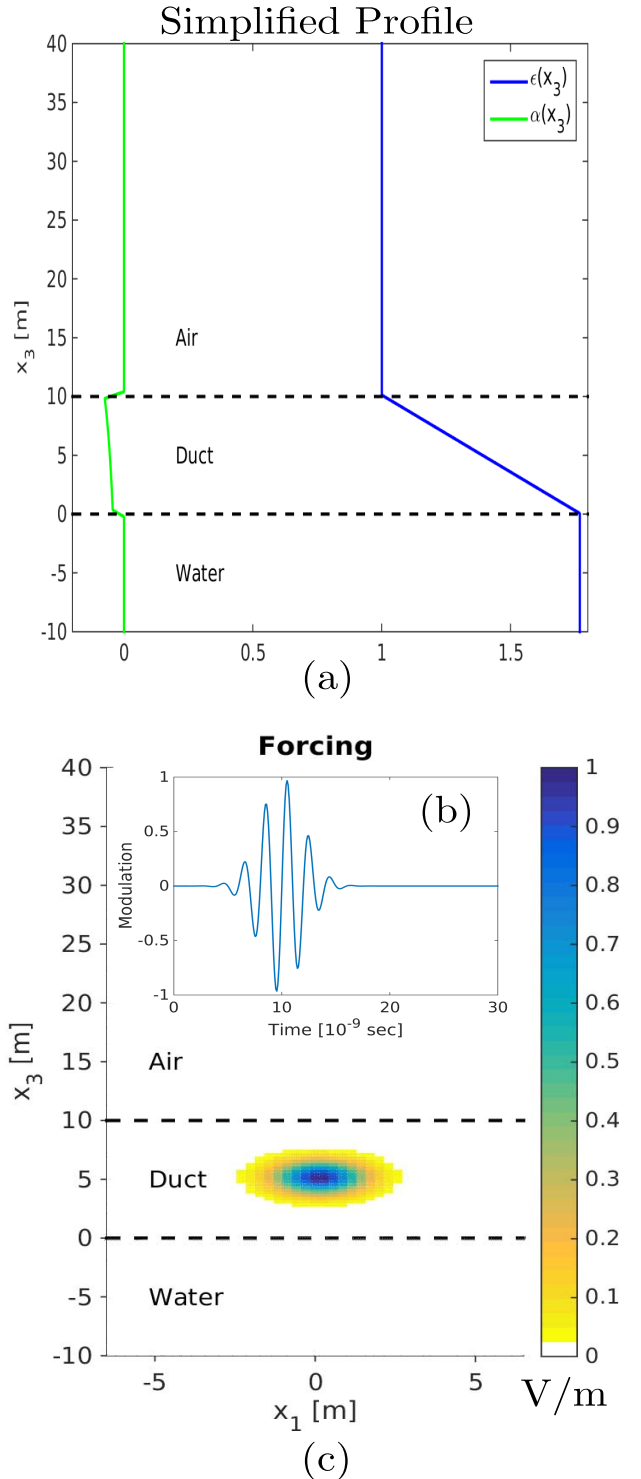 Simplified Profile
40
35
30
25
20
15
10
5
0
-5
-10
x₃ [m]
ϵ(x₃)
α(x₃)
Air
Duct
Water
0 0.5 1 1.5
(a)
Forcing
40
30
20
15
10
5
0
-5
-10
x₃ [m]
(b)
1
0.5
0
-0.5
-1
Modulation
0 10 20 30
Time [10⁻⁹ sec]
Air
Duct
Water
-5 0 5
x₁ [m]
1
0.9
0.8
0.7
0.6
0.5
0.4
0.3
0.2
0.1
0
V/m
(c)